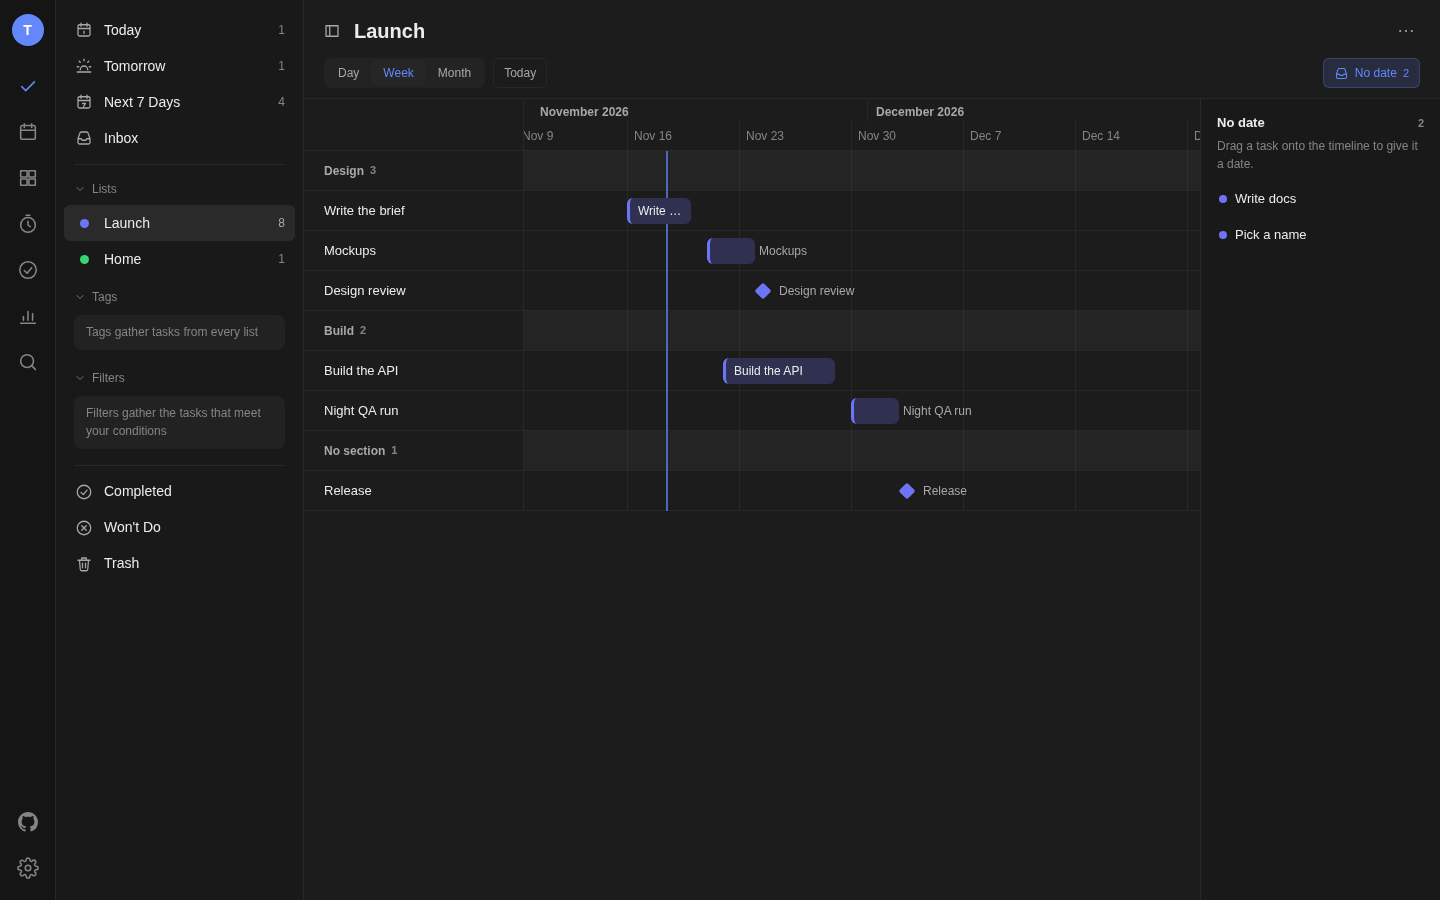 T
Today 1
Tomorrow 1
Next 7 Days 4
Inbox
Lists
Launch 8
Home 1
Tags
Tags gather tasks from every list
Filters
Filters gather the tasks that meet
your conditions
Completed
Won't Do
Trash
Launch
Day Week Month Today
No date 2
November 2026 December 2026
Nov 9 Nov 16 Nov 23 Nov 30 Dec 7 Dec 14 D
Design 3
Write the brief Write …
Mockups Mockups
Design review Design review
Build 2
Build the API Build the API
Night QA run Night QA run
No section 1
Release Release
No date 2
Drag a task onto the timeline to give it
a date.
Write docs
Pick a name